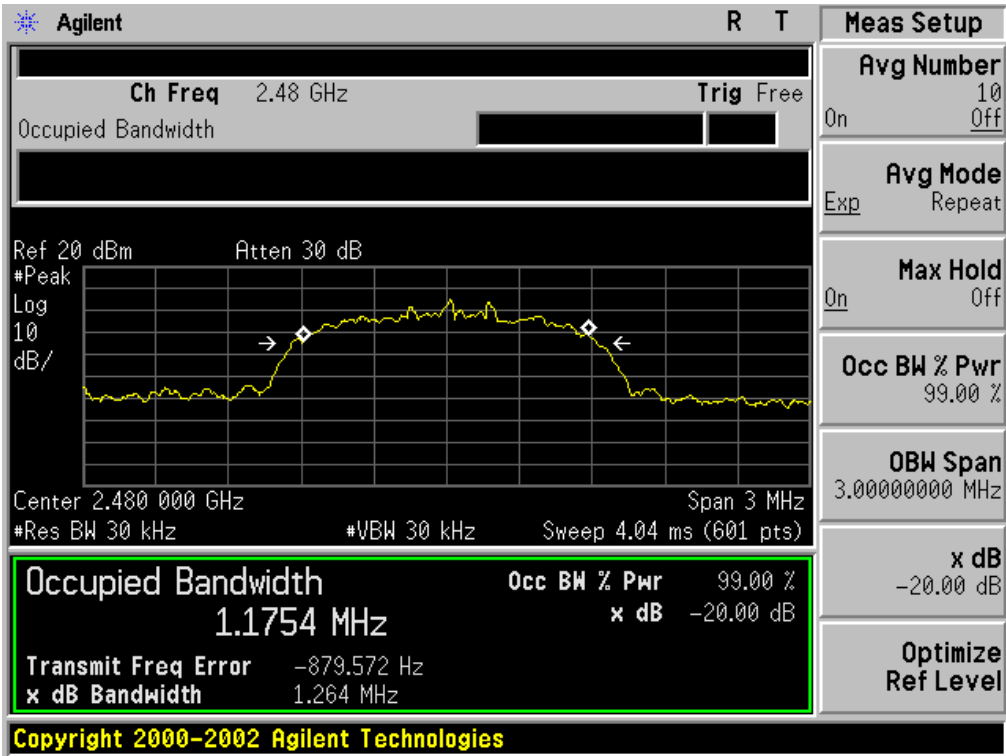 Agilent R T
Ch Freq 2.48 GHz Trig Free
Occupied Bandwidth
Ref 20 dBm Atten 30 dB
#Peak
Log
10
dB/
Center 2.480 000 GHz Span 3 MHz
#Res BW 30 kHz #VBW 30 kHz Sweep 4.04 ms (601 pts)
Occupied Bandwidth Occ BW % Pwr 99.00 %
1.1754 MHz x dB -20.00 dB
Transmit Freq Error -879.572 Hz
x dB Bandwidth 1.264 MHz
Copyright 2000-2002 Agilent Technologies
Meas Setup
Avg Number
10
On Off
Avg Mode
Exp Repeat
Max Hold
On Off
Occ BW % Pwr
99.00 %
OBW Span
3.00000000 MHz
x dB
-20.00 dB
Optimize
Ref Level